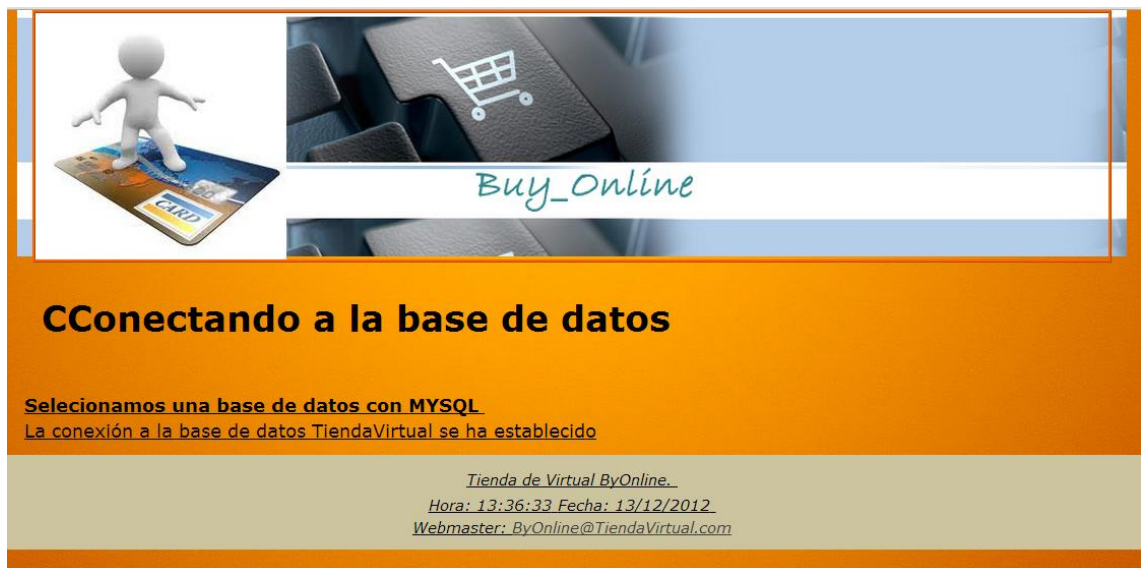 CARD
Buy_Online
CConectando a la base de datos
Selecionamos una base de datos con MYSQL
La conexión a la base de datos TiendaVirtual se ha establecido
Tienda de Virtual ByOnline.
Hora: 13:36:33 Fecha: 13/12/2012
Webmaster: ByOnline@TiendaVirtual.com